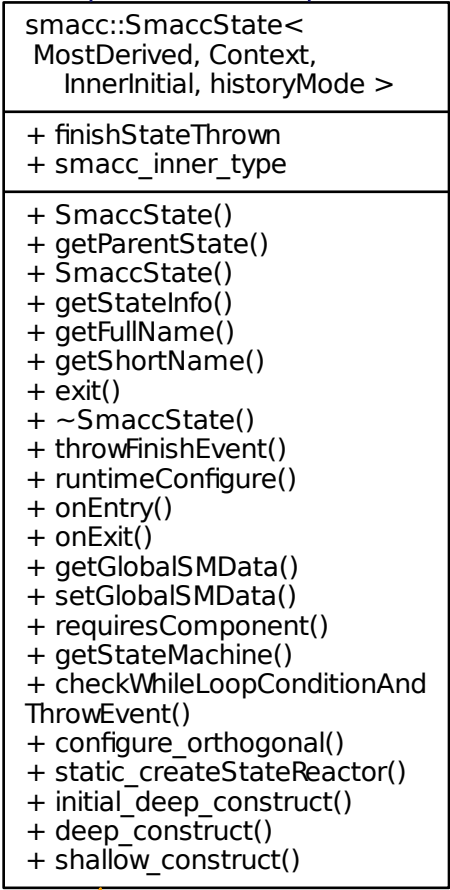 smacc::SmaccState<
MostDerived, Context,
InnerInitial, historyMode >
+ finishStateThrown
+ smacc_inner_type
+ SmaccState()
+ getParentState()
+ SmaccState()
+ getStateInfo()
+ getFullName()
+ getShortName()
+ exit()
+ ~SmaccState()
+ throwFinishEvent()
+ runtimeConfigure()
+ onEntry()
+ onExit()
+ getGlobalSMData()
+ setGlobalSMData()
+ requiresComponent()
+ getStateMachine()
+ checkWhileLoopConditionAnd
ThrowEvent()
+ configure_orthogonal()
+ static_createStateReactor()
+ initial_deep_construct()
+ deep_construct()
+ shallow_construct()